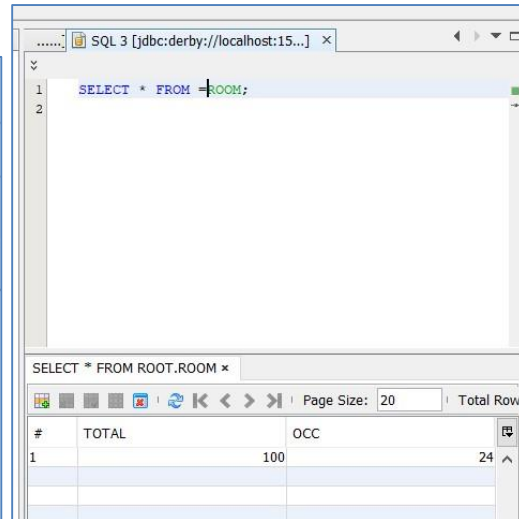 ......] SQL 3 [jdbc:derby://localhost:15...] ×
1 SELECT * FROM =ROOM;
2
SELECT * FROM ROOT.ROOM ×
Page Size: 20 Total Row
# TOTAL OCC
1 100 24